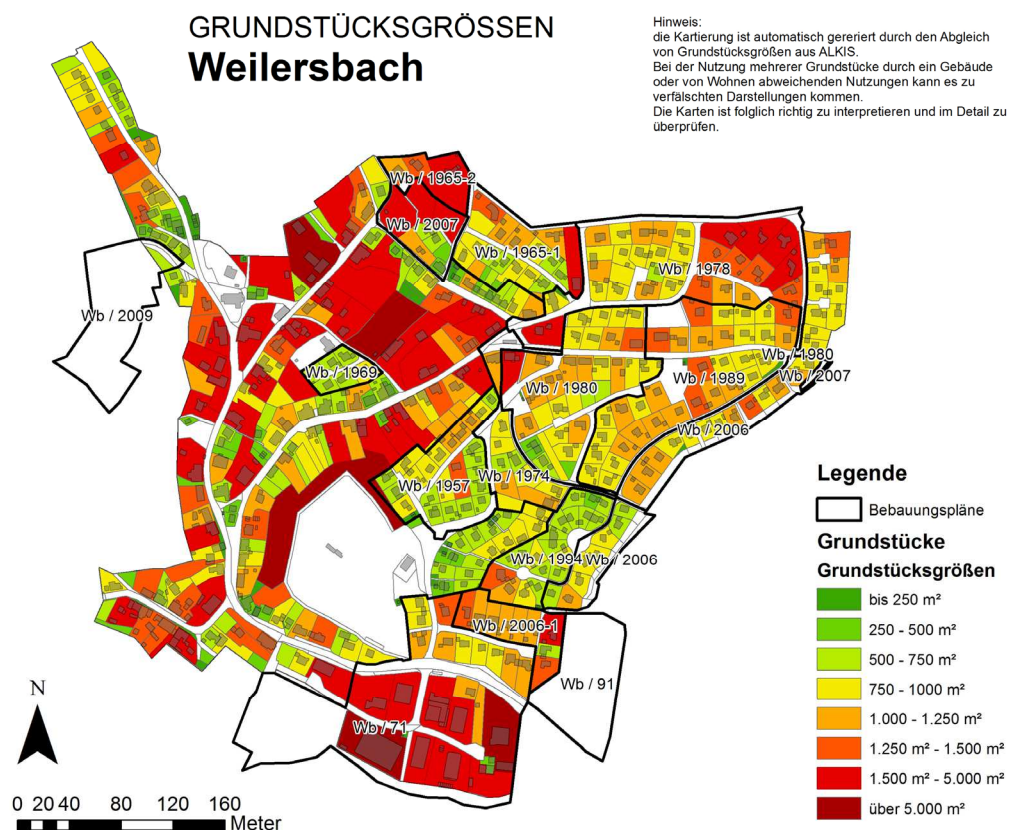 GRUNDSTÜCKSGRÖSSEN
Weilersbach
Hinweis:
die Kartierung ist automatisch gereriert durch den Abgleich
von Grundstücksgrößen aus ALKIS.
Bei der Nutzung mehrerer Grundstücke durch ein Gebäude
oder von Wohnen abweichenden Nutzungen kann es zu
verfälschten Darstellungen kommen.
Die Karten ist folglich richtig zu interpretieren und im Detail zu
überprüfen.
Wb / 1965-2
Wb / 2007
Wb / 1965-1
Wb / 1978
Wb / 2009
Wb / 1969
Wb / 1980
Wb / 1980
Wb / 1989
Wb / 2007
Wb / 2006
Wb / 1957
Wb / 1974
Wb / 1994
Wb / 2006
Wb / 2006-1
Wb / 91
Wb / 71
Legende
Bebauungspläne
Grundstücke
Grundstücksgrößen
bis 250 m²
250 - 500 m²
500 - 750 m²
750 - 1000 m²
1.000 - 1.250 m²
1.250 m² - 1.500 m²
1.500 m² - 5.000 m²
über 5.000 m²
N
0 20 40 80 120 160
Meter